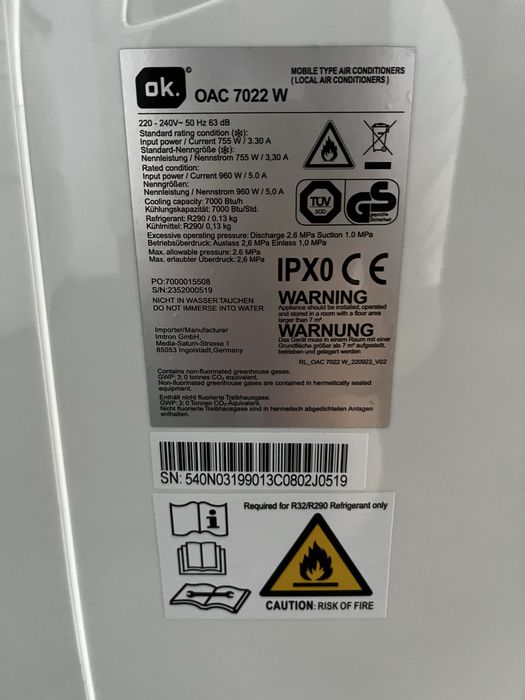 ok.©
OAC 7022 W
MOBILE TYPE AIR CONDITIONERS
( LOCAL AIR CONDITIONERS )
220 - 240V~ 50 Hz 63 dB
Standard rating condition (❄):
Input power / Current 755 W / 3.30 A
Standard-Nenngröße (❄):
Nennleistung / Nennstrom 755 W / 3,30 A
Rated condition:
Input power / Current 960 W / 5.0 A
Nenngrößen:
Nennleistung / Nennstrom 960 W / 5,0 A
Cooling capacity: 7000 Btu/h
Kühlungskapazität: 7000 Btu/Std.
Refrigerant: R290 / 0.13 kg
Kühlmittel: R290/ 0,13 kg
TÜV
SÜD
GS
geprüfte
Sicherheit
Excessive operating pressure: Discharge 2.6 MPa Suction 1.0 MPa
Betriebsüberdruck: Auslass 2,6 MPa Einlass 1,0 MPa
Max. allowable pressure: 2.6 MPa
Max. erlaubter Überdruck: 2,6 MPa
IPX0 CE
PO:7000015508
S/N:2352000519
NICHT IN WASSER TAUCHEN
DO NOT IMMERSE INTO WATER
WARNING
Appliance should be installed, operated
and stored in a room with a floor area
larger than 7 m²
WARNUNG
Das Gerät muss in einem Raum mit einer
Grundfläche größer als 7 m² aufgestellt,
betrieben und gelagert werden
Importer/Manufacturer
Imtron GmbH,
Media-Saturn-Strasse 1
85053 Ingolstadt,Germany
RL_OAC 7022 W_220923_V02
Contains non-fluorinated greenhouse gases.
GWP: 3;0 tonnes CO₂ equivalent.
Non-fluorinated greenhouse gases are contained in hermetically sealed
equipment.
Enthält nicht fluorierte Treibhausgase.
GWP: 3; 0 Tonnen CO₂-Äquivalent.
Nicht fluorierte Treibhausgase sind in hermetisch abgedichteten Anlagen
enthalten.
SN: 540N03199013C0802J0519
Required for R32/R290 Refrigerant only
i
CAUTION: RISK OF FIRE